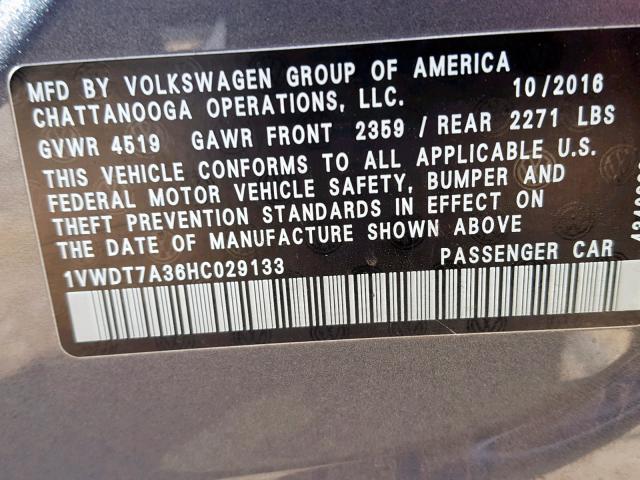 MFD BY VOLKSWAGEN GROUP OF AMERICA
CHATTANOOGA OPERATIONS, LLC. 10/2016
GVWR 4519 GAWR FRONT 2359 / REAR 2271 LBS
THIS VEHICLE CONFORMS TO ALL APPLICABLE U.S.
FEDERAL MOTOR VEHICLE SAFETY, BUMPER AND
THEFT PREVENTION STANDARDS IN EFFECT ON
THE DATE OF MANUFACTURE SHOWN ABOVE
1VWDT7A36HC029133 PASSENGER CAR